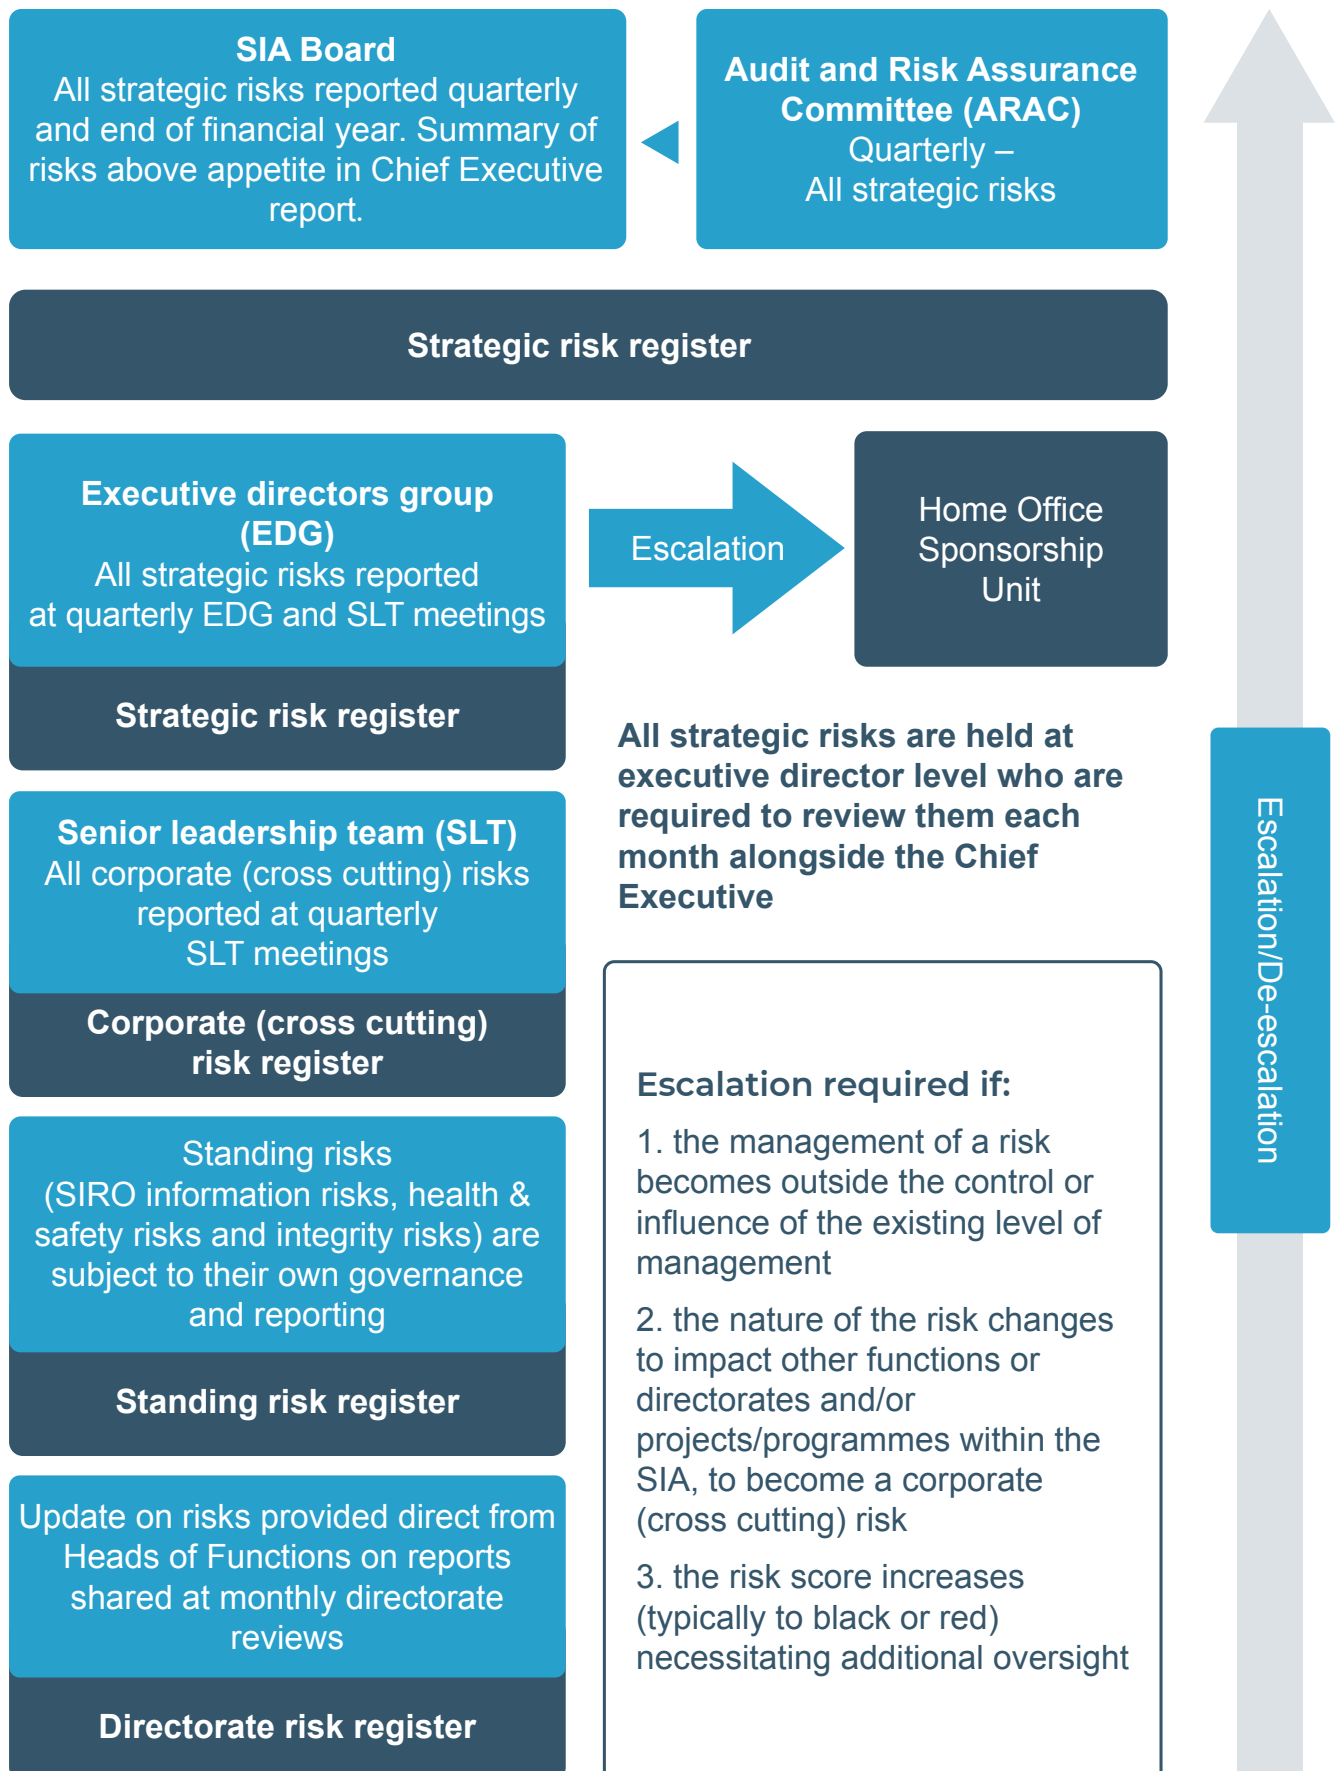 SIA Board
All strategic risks reported quarterly
and end of financial year. Summary of
risks above appetite in Chief Executive
report.
Audit and Risk Assurance
Committee (ARAC)
Quarterly –
All strategic risks
Strategic risk register
Executive directors group
(EDG)
All strategic risks reported
at quarterly EDG and SLT meetings
Strategic risk register
Escalation
Home Office
Sponsorship
Unit
All strategic risks are held at
executive director level who are
required to review them each
month alongside the Chief
Executive
Senior leadership team (SLT)
All corporate (cross cutting) risks
reported at quarterly
SLT meetings
Corporate (cross cutting)
risk register
Standing risks
(SIRO information risks, health &
safety risks and integrity risks) are
subject to their own governance
and reporting
Standing risk register
Update on risks provided direct from
Heads of Functions on reports
shared at monthly directorate
reviews
Directorate risk register
Escalation required if:
1. the management of a risk
becomes outside the control or
influence of the existing level of
management
2. the nature of the risk changes
to impact other functions or
directorates and/or
projects/programmes within the
SIA, to become a corporate
(cross cutting) risk
3. the risk score increases
(typically to black or red)
necessitating additional oversight
Escalation/De-escalation